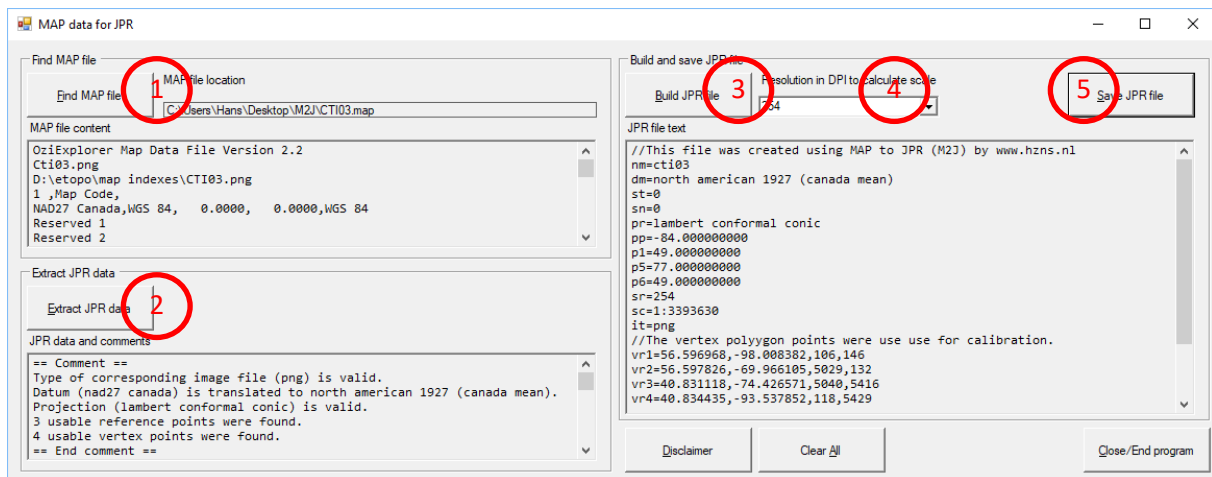 MAP data for JPR
Find MAP file
Find MAP file
1
MAP file location
C:\Users\Hans\Desktop\M2J\CTI03.map
MAP file content
OziExplorer Map Data File Version 2.2
Cti03.png
D:\etopo\map indexes\CTI03.png
1 ,Map Code,
NAD27 Canada,WGS 84,   0.0000,   0.0000,WGS 84
Reserved 1
Reserved 2
Extract JPR data
Extract JPR data
2
JPR data and comments
== Comment ==
Type of corresponding image file (png) is valid.
Datum (nad27 canada) is translated to north american 1927 (canada mean).
Projection (lambert conformal conic) is valid.
3 usable reference points were found.
4 usable vertex points were found.
== End comment ==
Build and save JPR file
Build JPR file
3
Resolution in DPI to calculate scale
254
4
5
Save JPR file
JPR file text
//This file was created using MAP to JPR (M2J) by www.hzns.nl
nm=cti03
dm=north american 1927 (canada mean)
st=0
sn=0
pr=lambert conformal conic
pp=-84.000000000
p1=49.000000000
p5=77.000000000
p6=49.000000000
sr=254
sc=1:3393630
it=png
//The vertex polyygon points were use use for calibration.
vr1=56.596968,-98.008382,106,146
vr2=56.597826,-69.966105,5029,132
vr3=40.831118,-74.426571,5040,5416
vr4=40.834435,-93.537852,118,5429
Disclaimer
Clear All
Close/End program